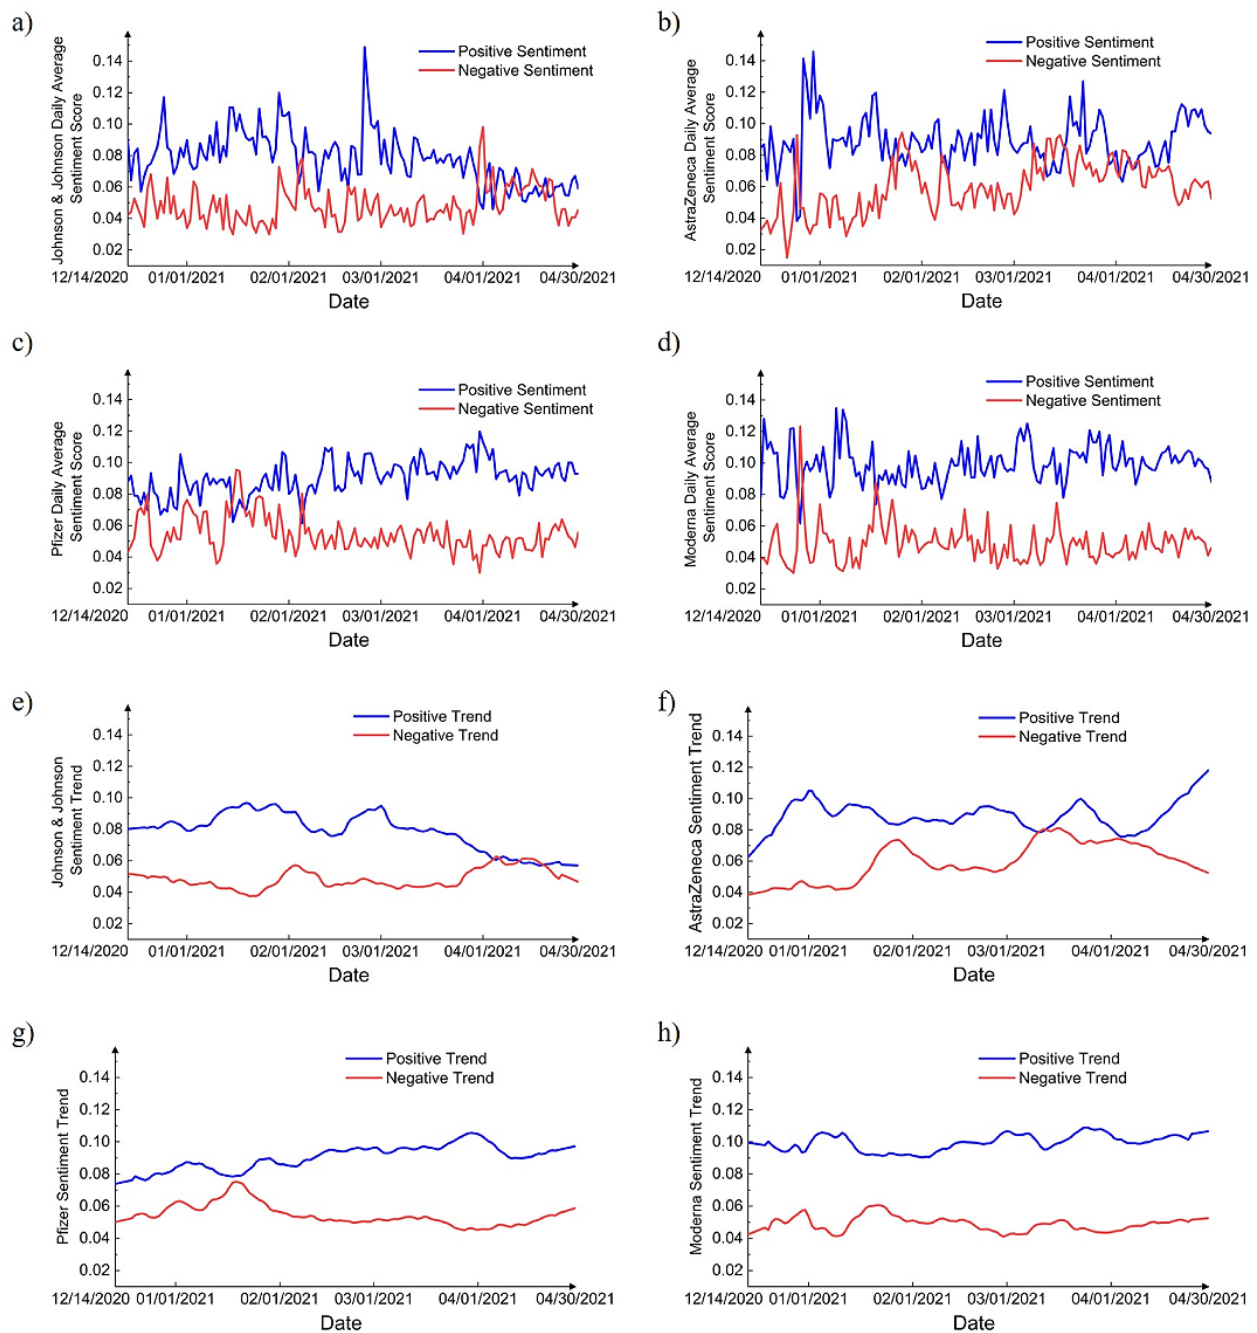 a)
Johnson & Johnson Daily Average
Sentiment Score
0.14
0.12
0.10
0.08
0.06
0.04
0.02
Positive Sentiment
Negative Sentiment
12/14/2020
01/01/2021
02/01/2021
03/01/2021
04/01/2021
04/30/2021
Date
b)
AstraZeneca Daily Average
Sentiment Score
0.14
0.12
0.10
0.08
0.06
0.04
0.02
Positive Sentiment
Negative Sentiment
12/14/2020
01/01/2021
02/01/2021
03/01/2021
04/01/2021
04/30/2021
Date
c)
Pfizer Daily Average
Sentiment Score
0.14
0.12
0.10
0.08
0.06
0.04
0.02
Positive Sentiment
Negative Sentiment
12/14/2020
01/01/2021
02/01/2021
03/01/2021
04/01/2021
04/30/2021
Date
d)
Moderna Daily Average
Sentiment Score
0.14
0.12
0.10
0.08
0.06
0.04
0.02
Positive Sentiment
Negative Sentiment
12/14/2020
01/01/2021
02/01/2021
03/01/2021
04/01/2021
04/30/2021
Date
e)
Johnson & Johnson
Sentiment Trend
0.14
0.12
0.10
0.08
0.06
0.04
0.02
Positive Trend
Negative Trend
12/14/2020
01/01/2021
02/01/2021
03/01/2021
04/01/2021
04/30/2021
Date
f)
AstraZeneca Sentiment Trend
0.14
0.12
0.10
0.08
0.06
0.04
0.02
Positive Trend
Negative Trend
12/14/2020
01/01/2021
02/01/2021
03/01/2021
04/01/2021
04/30/2021
Date
g)
Pfizer Sentiment Trend
0.14
0.12
0.10
0.08
0.06
0.04
0.02
Positive Trend
Negative Trend
12/14/2020
01/01/2021
02/01/2021
03/01/2021
04/01/2021
04/30/2021
Date
h)
Moderna Sentiment Trend
0.14
0.12
0.10
0.08
0.06
0.04
0.02
Positive Trend
Negative Trend
12/14/2020
01/01/2021
02/01/2021
03/01/2021
04/01/2021
04/30/2021
Date